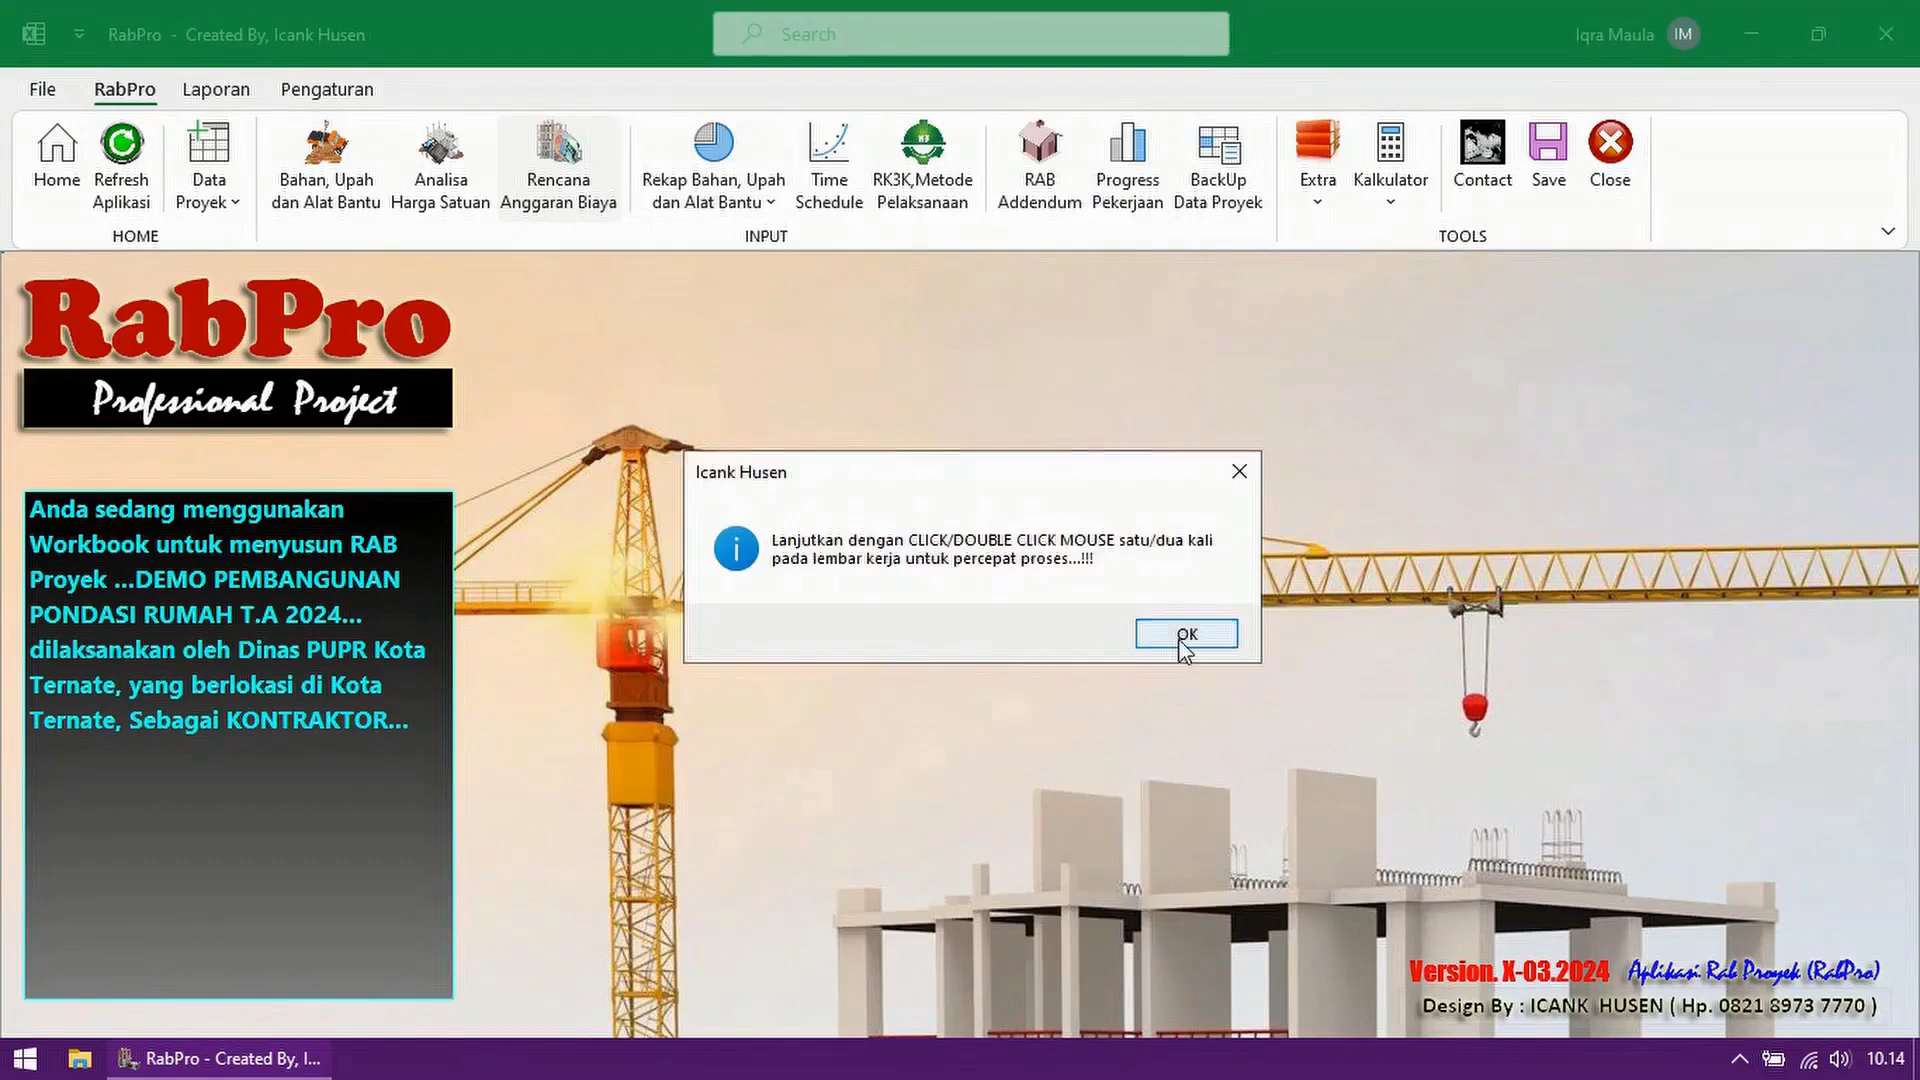 RabPro - Created By, Icank Husen
Search
Iqra Maula
IM
File
RabPro
Laporan
Pengaturan
Home
Refresh
Aplikasi
Data
Proyek
Bahan, Upah
dan Alat Bantu
Analisa
Harga Satuan
Rencana
Anggaran Biaya
Rekap Bahan, Upah
dan Alat Bantu
Time
Schedule
RK3K,Metode
Pelaksanaan
RAB
Addendum
Progress
Pekerjaan
BackUp
Data Proyek
Extra
Kalkulator
Contact
Save
Close
HOME
INPUT
TOOLS
RabPro
Professional Project
Anda sedang menggunakan
Workbook untuk menyusun RAB
Proyek ...DEMO PEMBANGUNAN
PONDASI RUMAH T.A 2024...
dilaksanakan oleh Dinas PUPR Kota
Ternate, yang berlokasi di Kota
Ternate, Sebagai KONTRAKTOR...
Icank Husen
Lanjutkan dengan CLICK/DOUBLE CLICK MOUSE satu/dua kali
pada lembar kerja untuk percepat proses...!!!
OK
Version. X-03.2024 Aplikasi Rab Proyek (RabPro)
Design By : ICANK HUSEN ( Hp. 0821 8973 7770 )
RabPro - Created By, I...
10.14